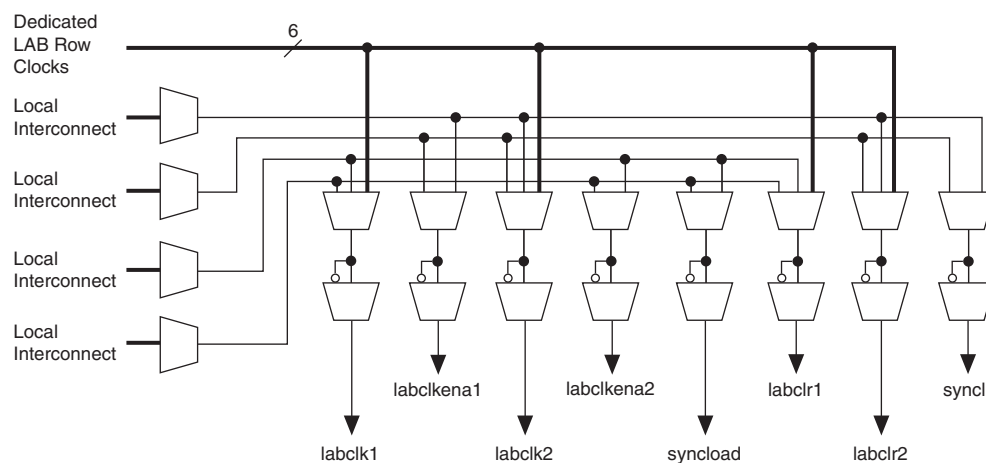 Dedicated
LAB Row
Clocks
6
Local
Interconnect
Local
Interconnect
Local
Interconnect
Local
Interconnect
labclkena1
labclkena2
labclr1
syncl
labclk1
labclk2
syncload
labclr2